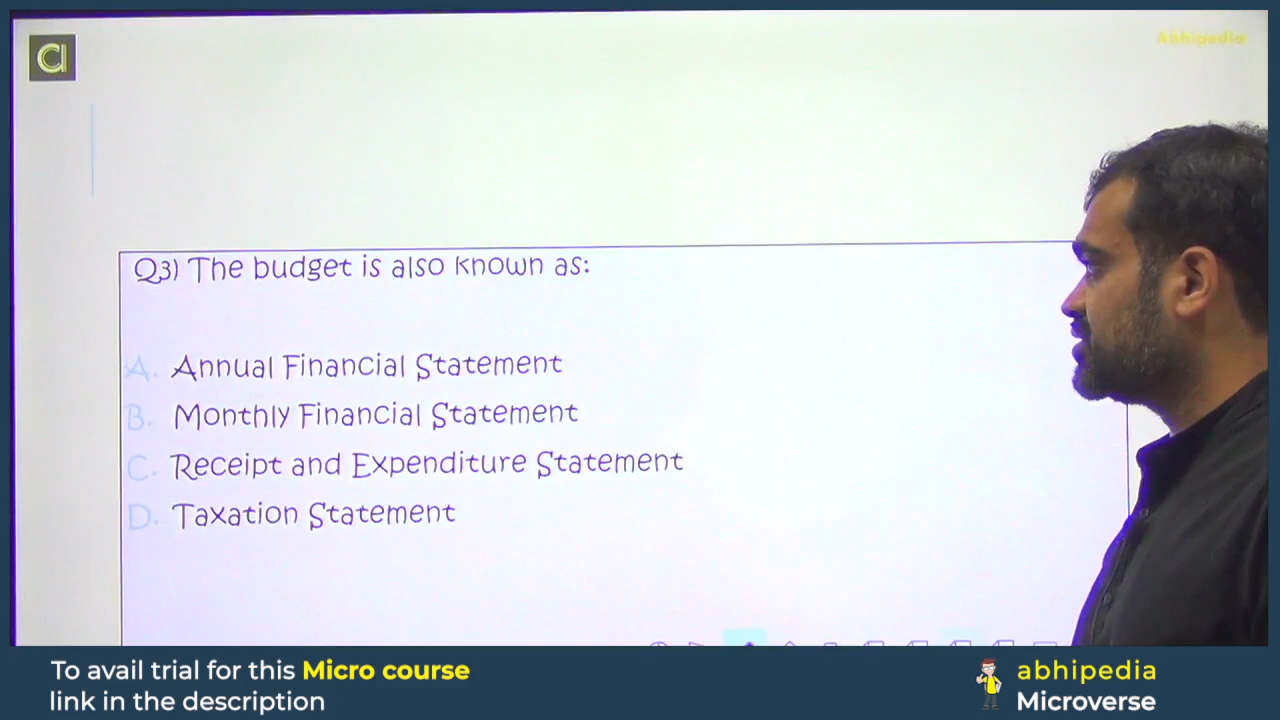 Abhipedia
Q3) The budget is also known as:
A. Annual Financial Statement
B. Monthly Financial Statement
C. Receipt and Expenditure Statement
D. Taxation Statement
To avail trial for this Micro course
link in the description
abhipedia
Microverse